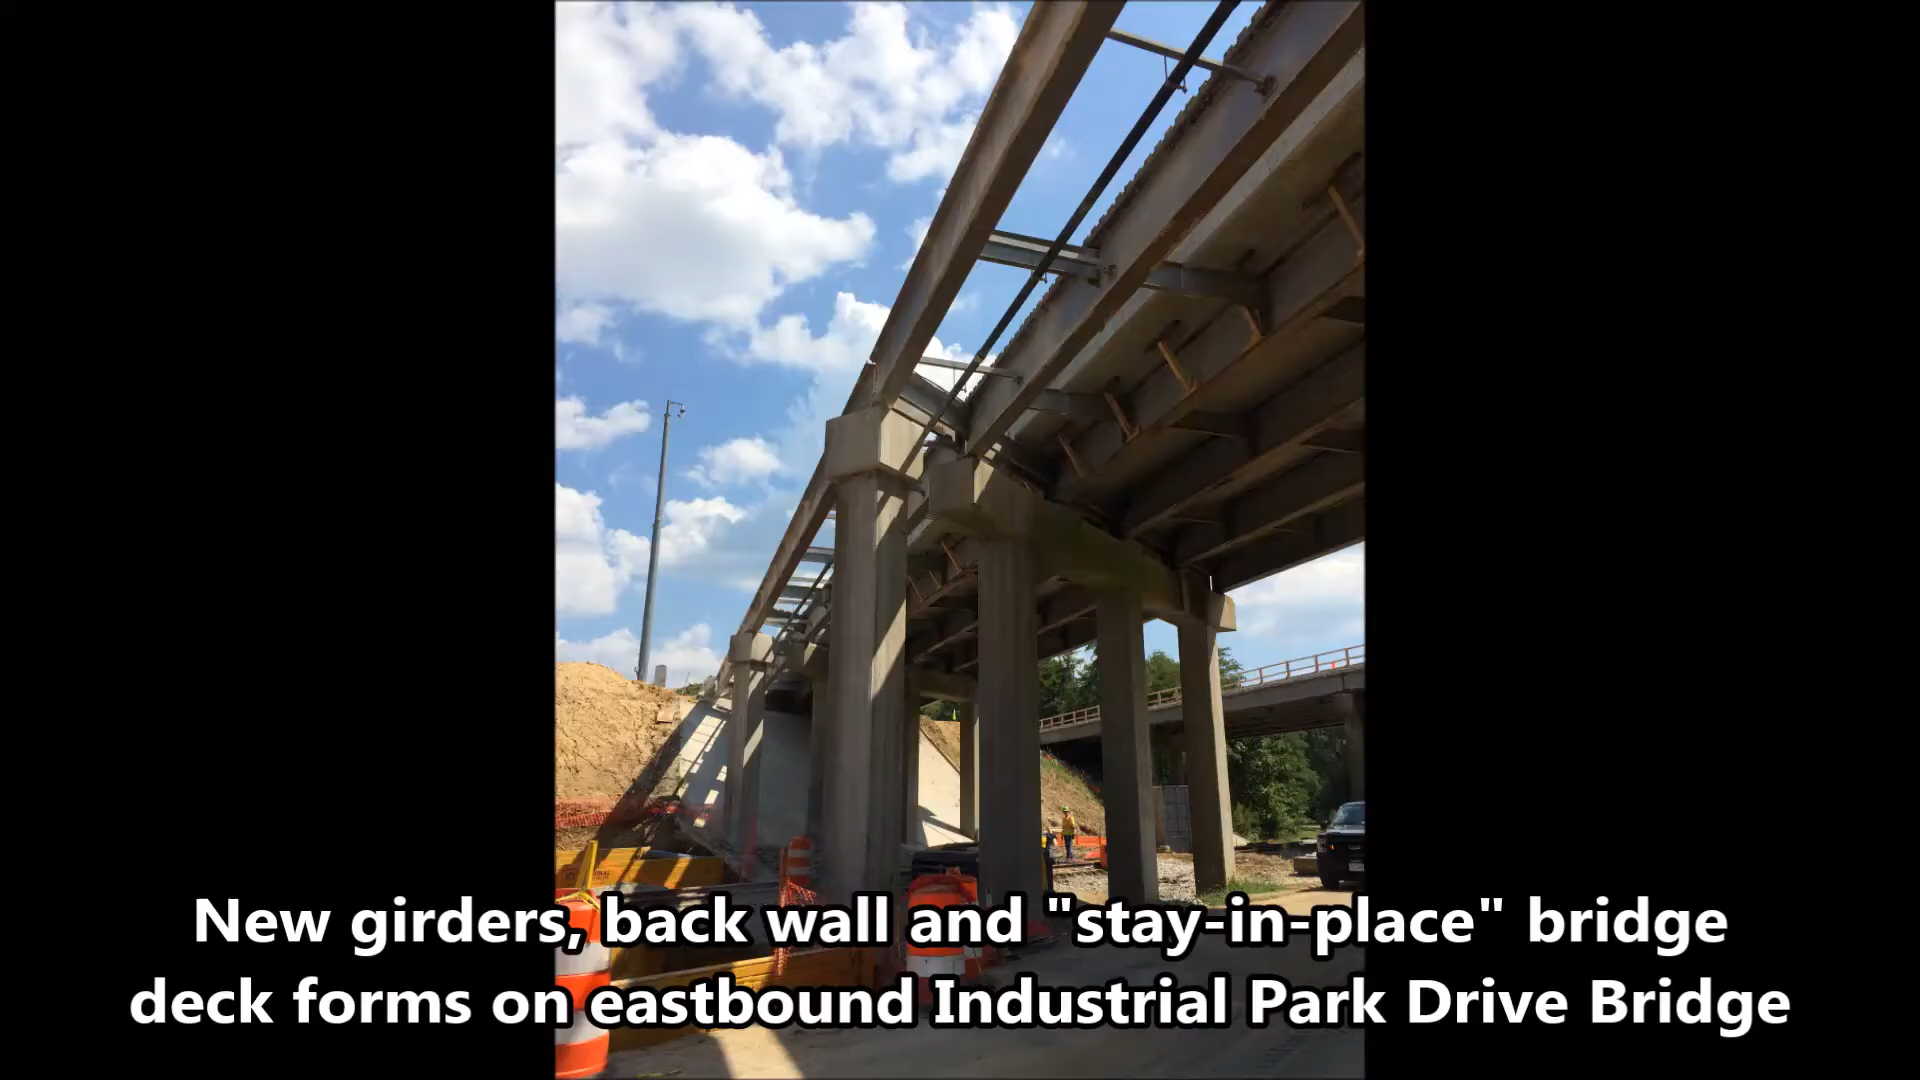 New girders, back wall and "stay-in-place" bridge
deck forms on eastbound Industrial Park Drive Bridge